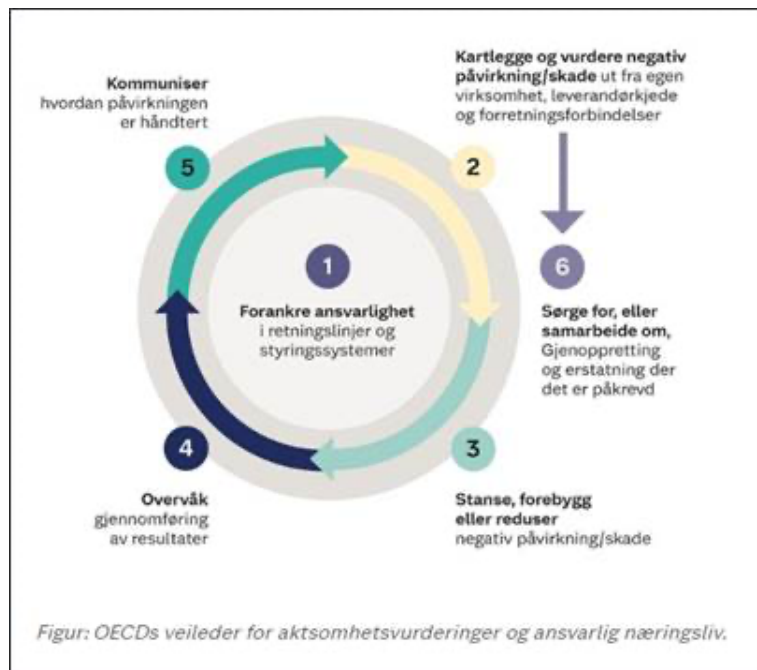 Kommuniser
hvordan påvirkningen
er håndtert
5
Kartlegge og vurdere negativ
påvirkning/skade ut fra egen
virksomhet, leverandørkjede
og forretningsforbindelser
2
1
Forankre ansvarlighet
i retningslinjer og
styringssystemer
6
Sørge for, eller
samarbeide om,
Gjenoppretting
og erstatning der
det er påkrevd
4
Overvåk
gjennomføring
av resultater
3
Stanse, forebygg
eller reduser
negativ påvirkning/skade
Figur: OECDs veileder for aktsomhetsvurderinger og ansvarlig næringsliv.